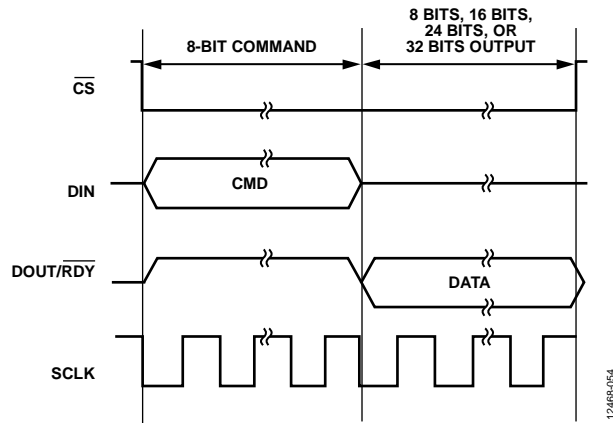 8-BIT COMMAND
8 BITS, 16 BITS,
24 BITS, OR
32 BITS OUTPUT
CS
DIN
CMD
DOUT/RDY
DATA
SCLK
12468-054